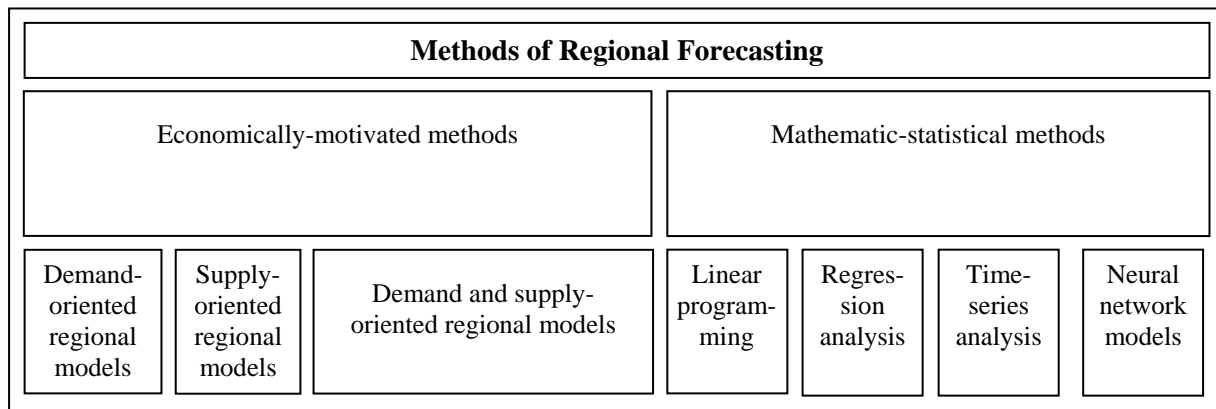 Methods of Regional Forecasting
Economically-motivated methods
Mathematic-statistical methods
Demand-
oriented
regional
models
Supply-
oriented
regional
models
Demand and supply-
oriented regional models
Linear
program-
ming
Regres-
sion
analysis
Time-
series
analysis
Neural
network
models